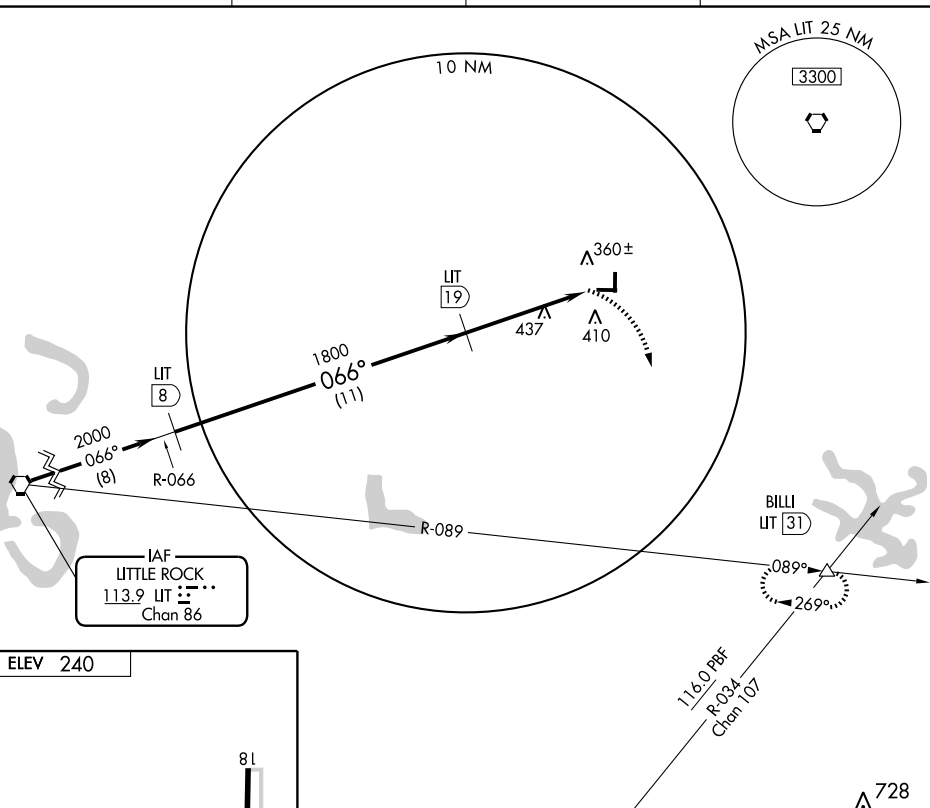 MSA LIT 25 NM
3300
10 NM
360±
LIT
19
437
410
1800
066°
(11)
LIT
8
2000
066°
(8)
R-066
R-089
BILLI
LIT 31
089°
269°
IAF
LITTLE ROCK
113.9 LIT
Chan 86
116.0 PBF
R-034
Chan 107
ELEV 240
18
728